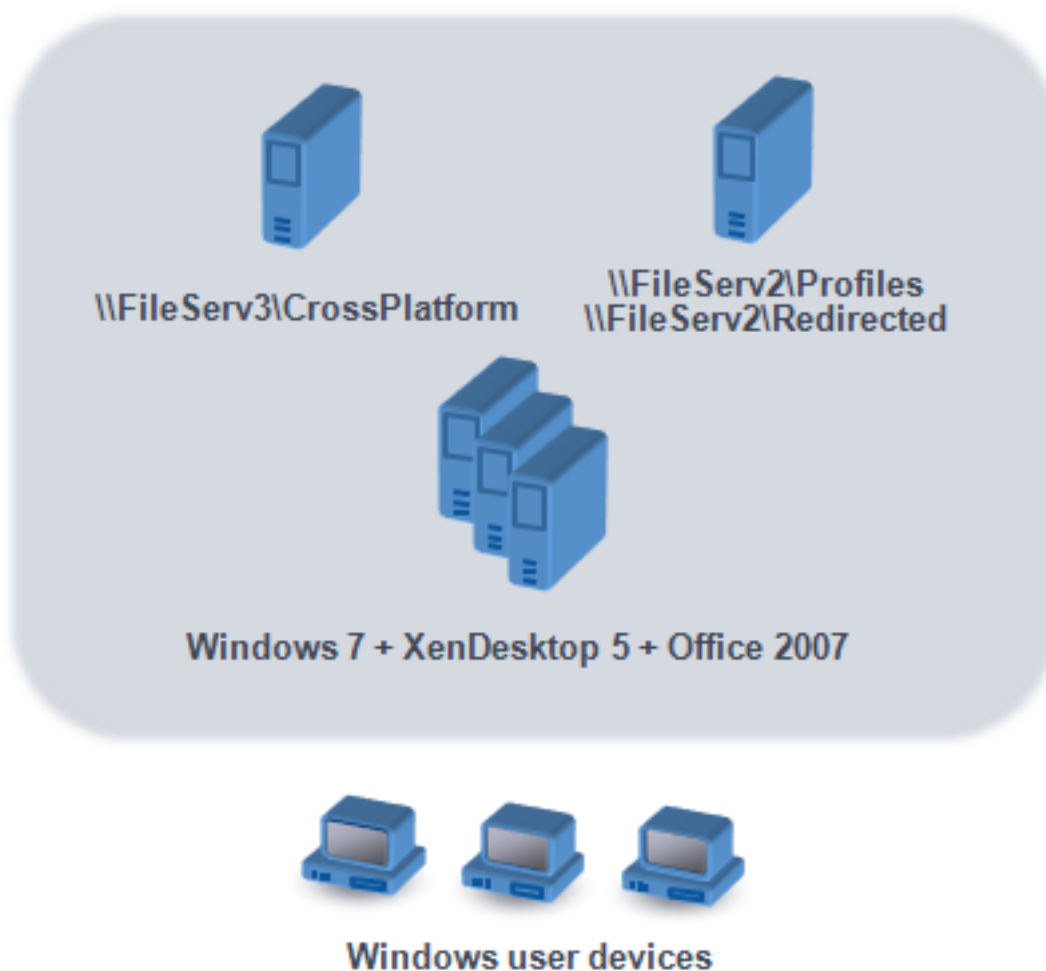 \\FileServ3\CrossPlatform
\\FileServ2\Profiles
\\FileServ2\Redirected
Windows 7 + XenDesktop 5 + Office 2007
Windows user devices